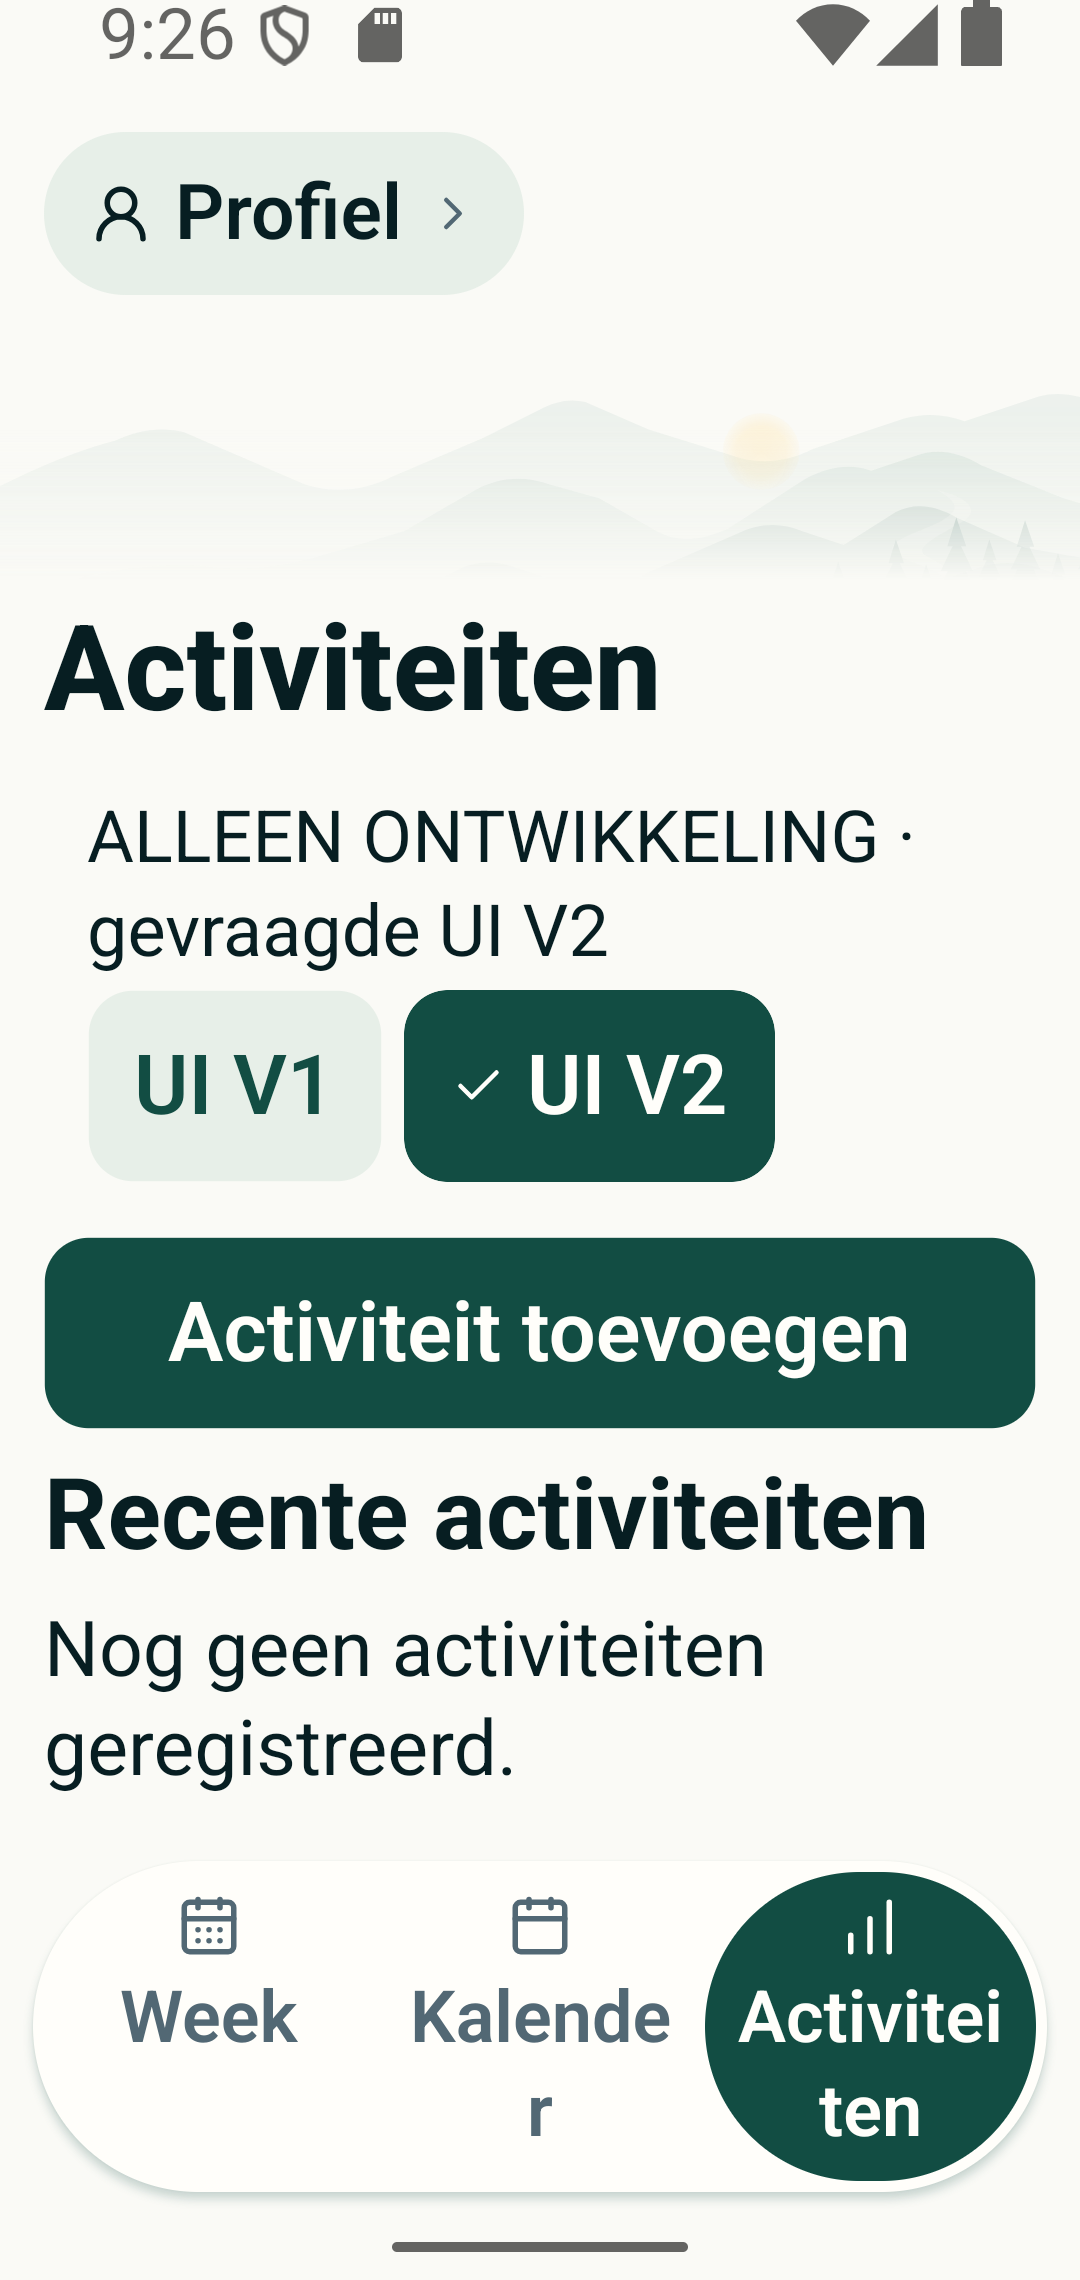 9:26
Profiel
Activiteiten
ALLEEN ONTWIKKELING ·
gevraagde UI V2
UI V1
UI V2
Activiteit toevoegen
Recente activiteiten
Nog geen activiteiten
geregistreerd.
Week
Kalende
r
Activitei
ten